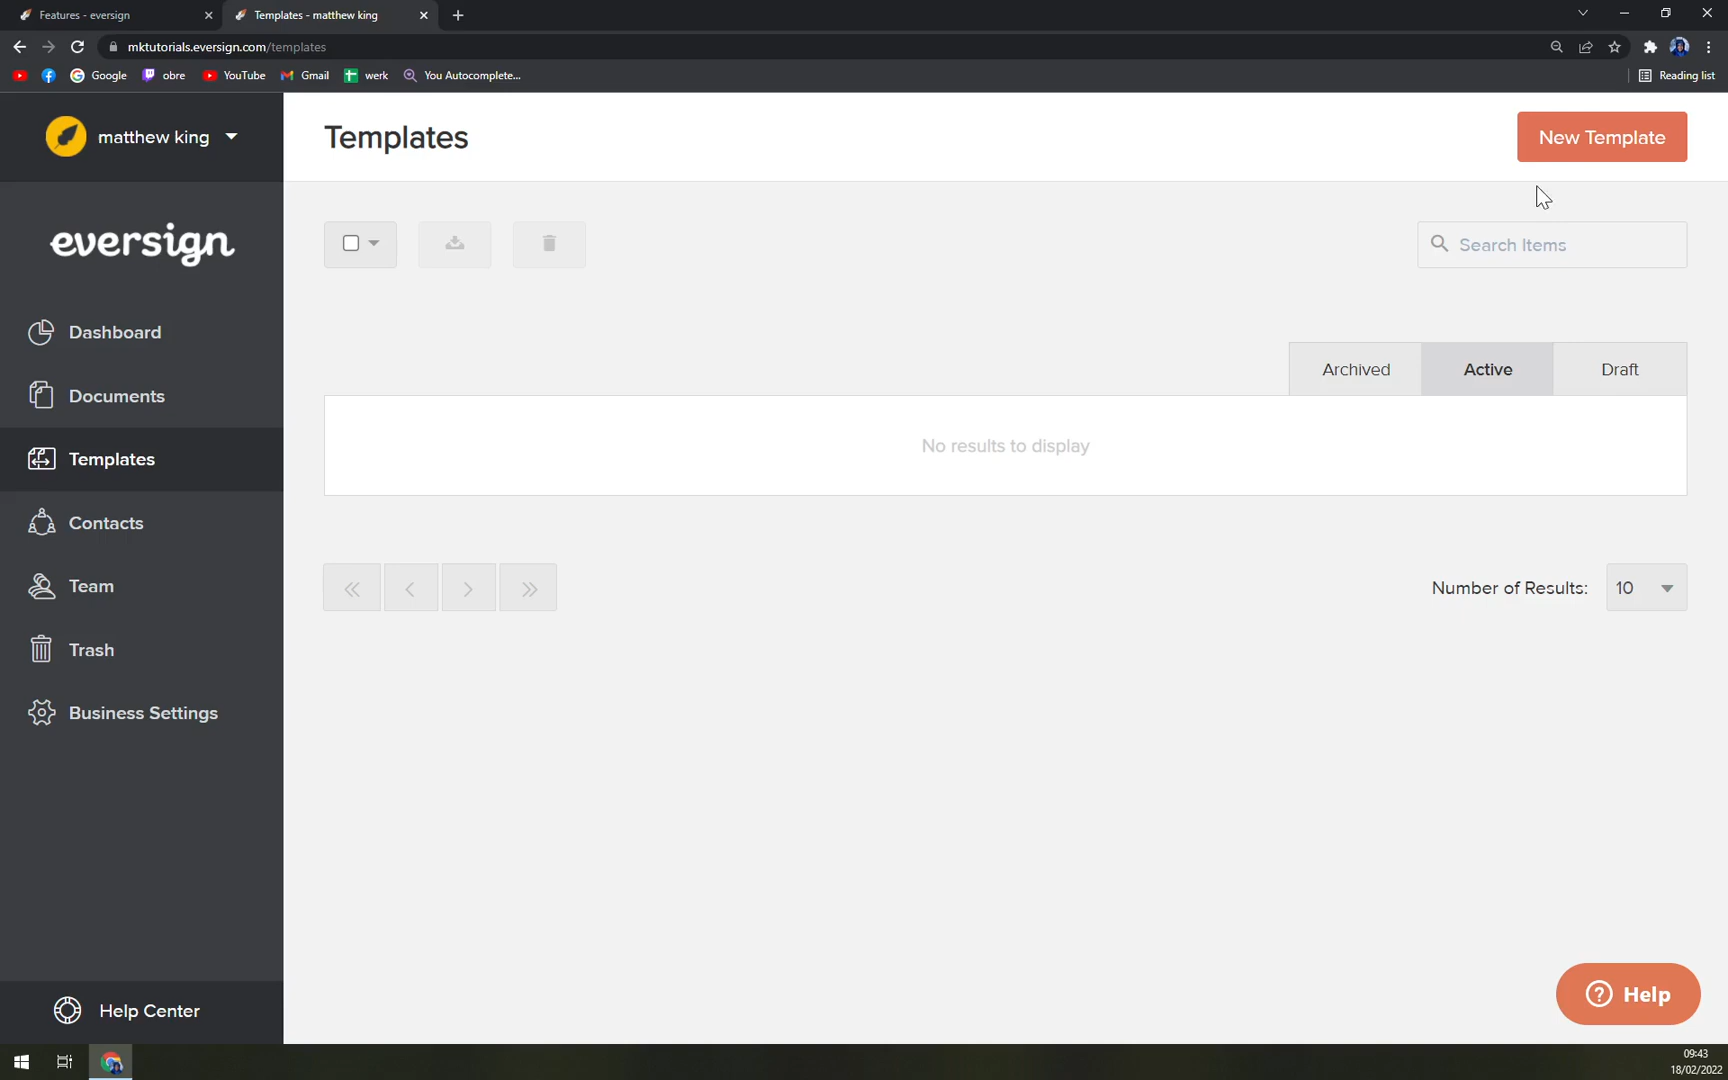 Features - eversign
Templates - matthew king
mktutorials.eversign.com/templates
Google
obre
YouTube
Gmail
werk
You Autocomplete...
Reading list
matthew king
Templates
New Template
eversign
Search Items
Dashboard
Documents
Templates
Contacts
Team
Trash
Business Settings
Archived
Active
Draft
No results to display
Number of Results:
10
Help Center
Help
09:43
18/02/2022